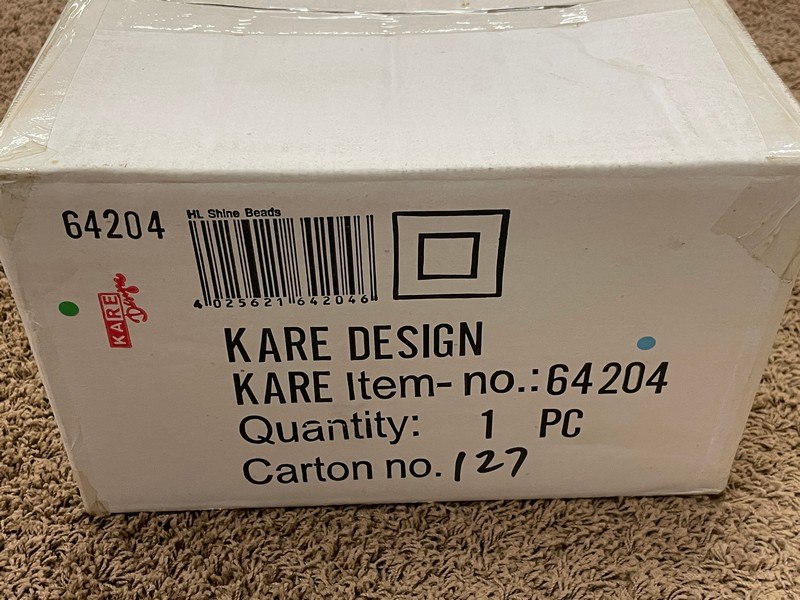 64204
HL Shine Beads
4 025621 642046
KARE
Design
KARE DESIGN
KARE Item-no.:64204
Quantity: 1 PC
Carton no. 127